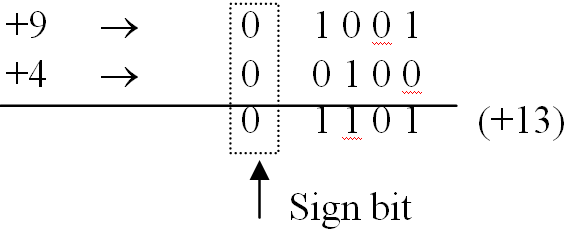 +9 → 0 1 0 0 1
+4 → 0 0 1 0 0
0 1 1 0 1 (+13)
Sign bit